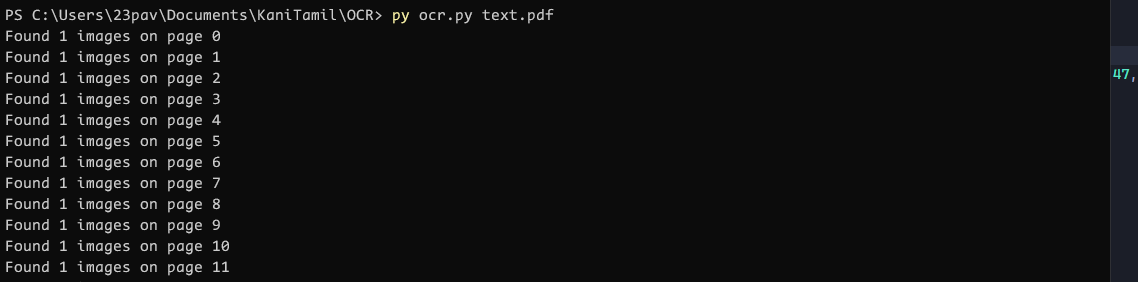 PS C:\Users\23pav\Documents\KaniTamil\OCR> py ocr.py text.pdf
Found 1 images on page 0
Found 1 images on page 1
Found 1 images on page 2
Found 1 images on page 3
Found 1 images on page 4
Found 1 images on page 5
Found 1 images on page 6
Found 1 images on page 7
Found 1 images on page 8
Found 1 images on page 9
Found 1 images on page 10
Found 1 images on page 11
47,